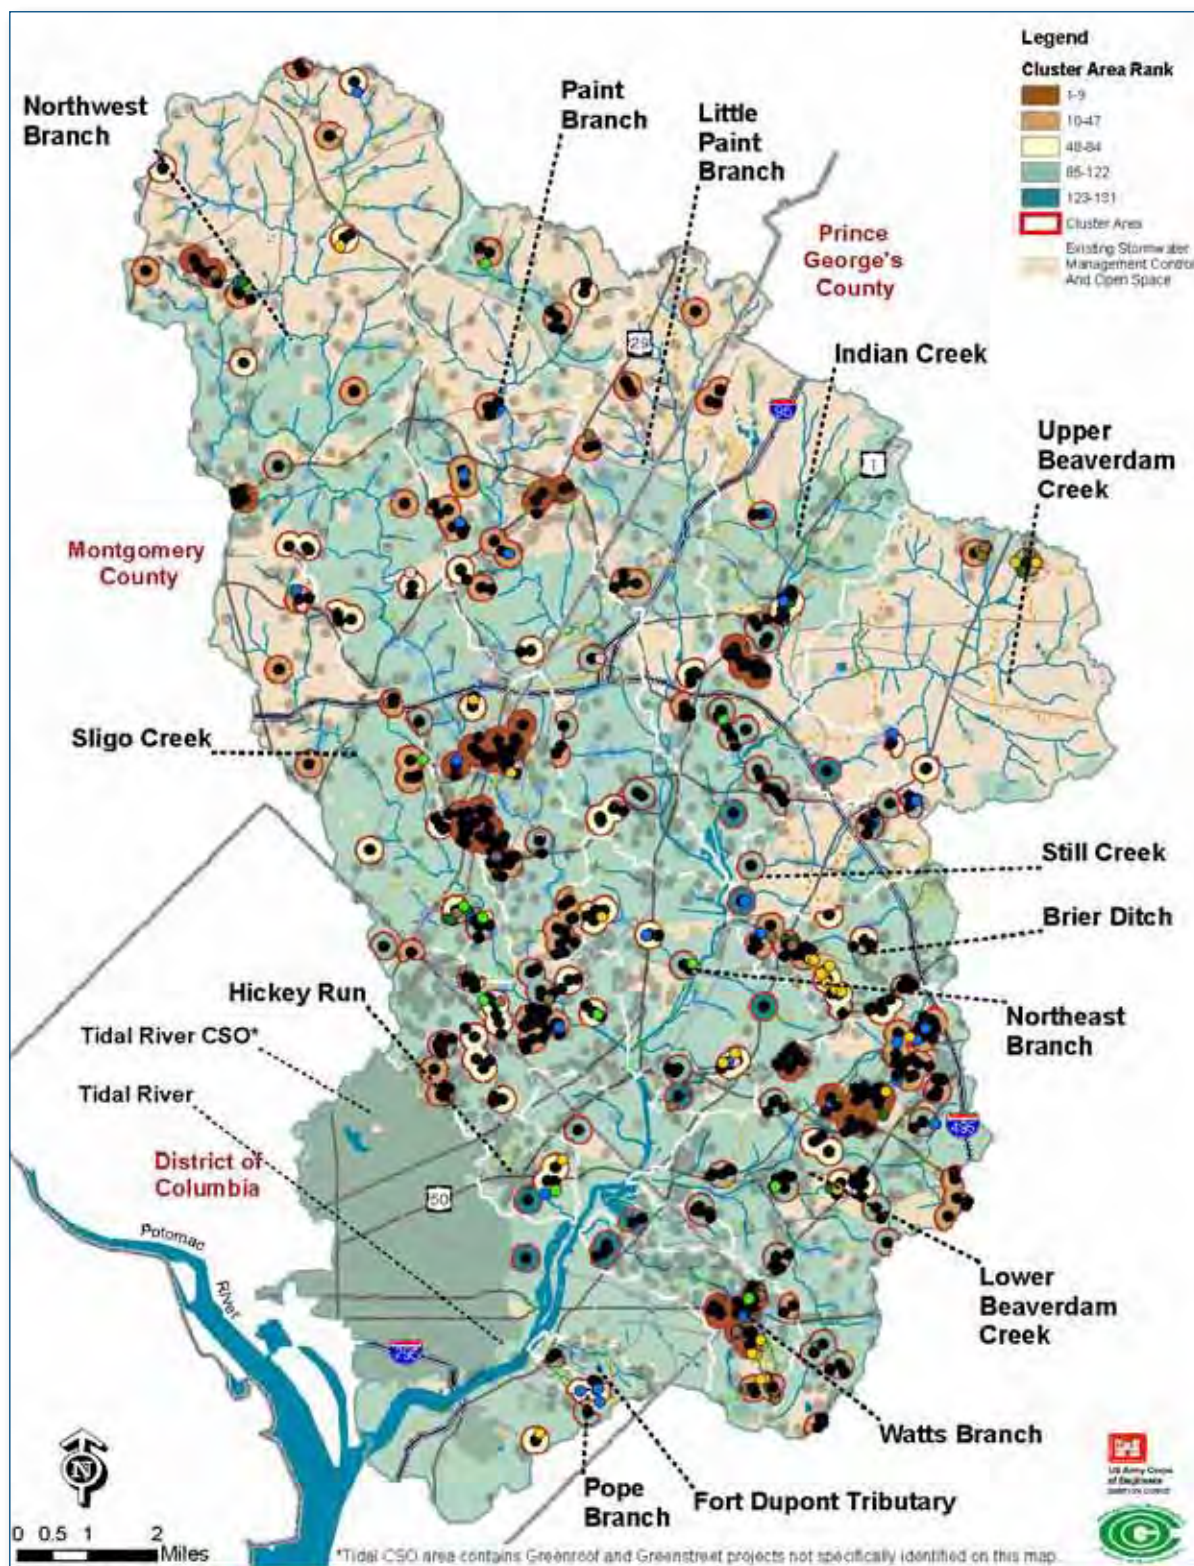 Legend
Cluster Area Rank
1-9
10-47
48-84
85-122
123-131
Cluster Area
Existing Stormwater
Management Control
And Open Space
Northwest
Branch
Paint
Branch
Little
Paint
Branch
Prince
George's
County
29
Indian Creek
95
1
Upper
Beaverdam
Creek
Montgomery
County
Sligo Creek
Still Creek
Brier Ditch
Hickey Run
Northeast
Branch
Tidal River CSO*
Tidal River
495
District of
Columbia
50
Potomac
River
Lower
Beaverdam
Creek
295
Watts Branch
Pope
Branch
Fort Dupont Tributary
N
US Army Corps
of Engineers
0 0.5 1 2
Miles
*Tidal CSO area contains Greenroof and Greenstreet projects not specifically identified on this map.